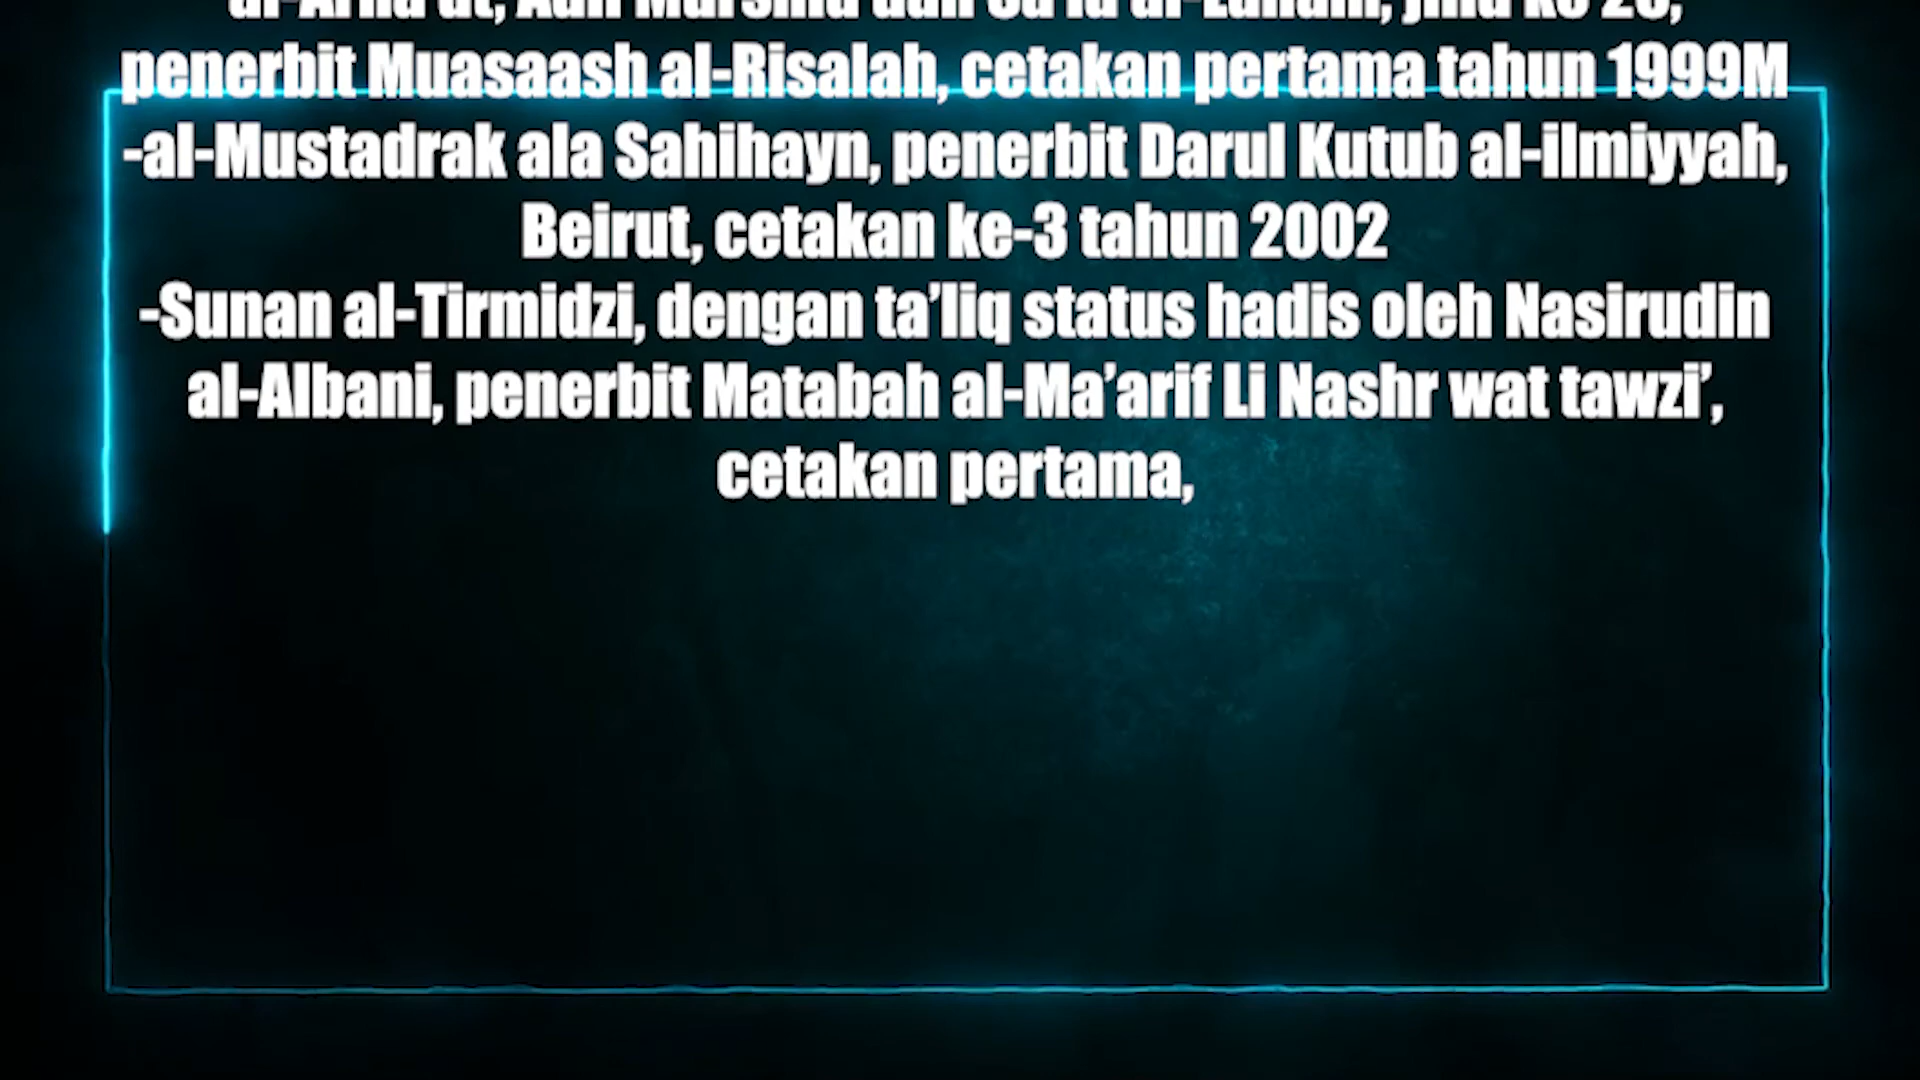 penerbit Muasaash al-Risalah, cetakan pertama tahun 1999M
-al-Mustadrak ala Sahihayn, penerbit Darul Kutub al-ilmiyyah,
Beirut, cetakan ke-3 tahun 2002
-Sunan al-Tirmidzi, dengan ta’liq status hadis oleh Nasirudin
al-Albani, penerbit Matabah al-Ma’arif Li Nashr wat tawzi’,
cetakan pertama,